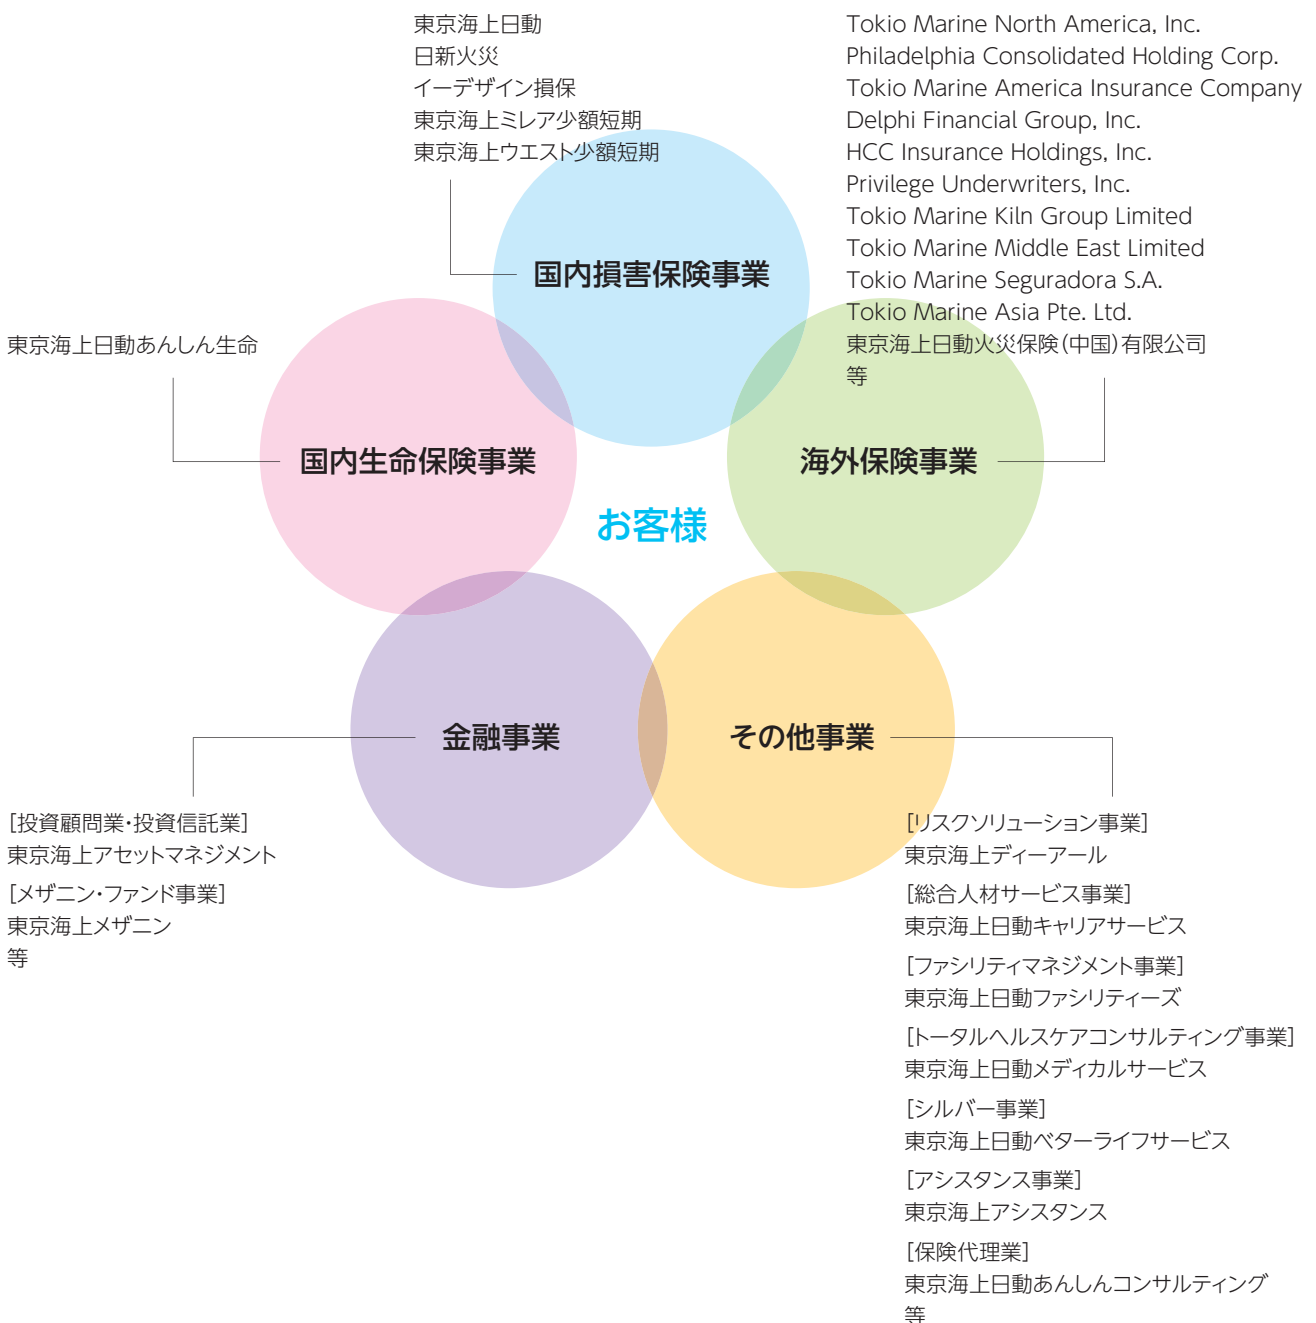 東京海上日動
日新火災
イーデザイン損保
東京海上ミレア少額短期
東京海上ウエスト少額短期
Tokio Marine North America, Inc.
Philadelphia Consolidated Holding Corp.
Tokio Marine America Insurance Company
Delphi Financial Group, Inc.
HCC Insurance Holdings, Inc.
Privilege Underwriters, Inc.
Tokio Marine Kiln Group Limited
Tokio Marine Middle East Limited
Tokio Marine Seguradora S.A.
Tokio Marine Asia Pte. Ltd.
東京海上日動火災保険(中国)有限公司
等
国内損害保険事業
東京海上日動あんしん生命
国内生命保険事業
海外保険事業
お客様
金融事業
その他事業
[投資顧問業・投資信託業]
東京海上アセットマネジメント
[メザニン・ファンド事業]
東京海上メザニン
等
[リスクソリューション事業]
東京海上ディーアール
[総合人材サービス事業]
東京海上日動キャリアサービス
[ファシリティマネジメント事業]
東京海上日動ファシリティーズ
[トータルヘルスケアコンサルティング事業]
東京海上日動メディカルサービス
[シルバー事業]
東京海上日動ベターライフサービス
[アシスタンス事業]
東京海上アシスタンス
[保険代理業]
東京海上日動あんしんコンサルティング
等